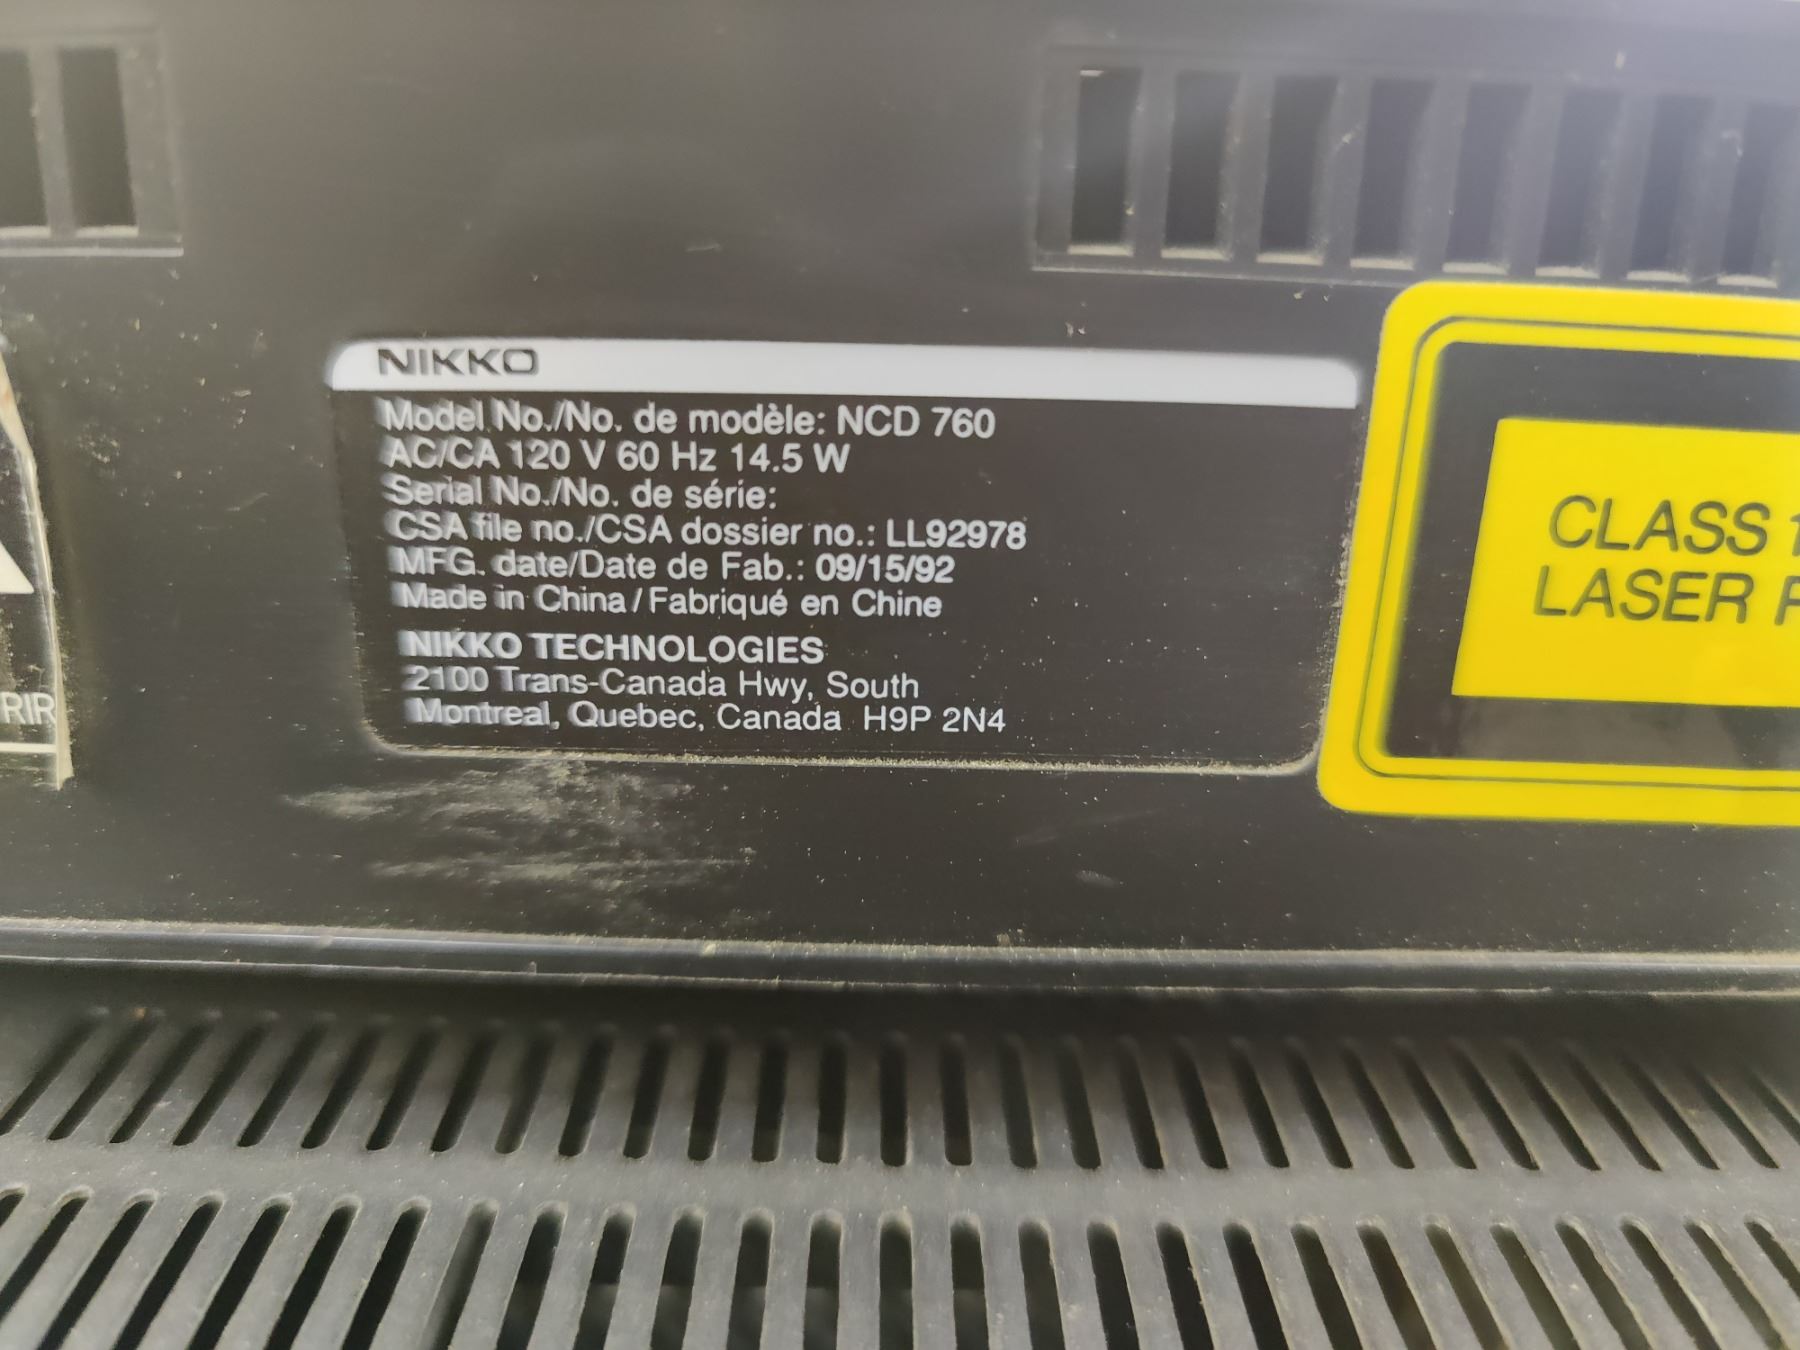 NIKKO
Model No./No. de modèle: NCD 760
AC/CA 120 V 60 Hz 14.5 W
Serial No./No. de série:
CSA file no./CSA dossier no.: LL92978
MFG. date/Date de Fab.: 09/15/92
Made in China/Fabriqué en Chine
NIKKO TECHNOLOGIES
2100 Trans-Canada Hwy, South
Montreal, Quebec, Canada H9P 2N4
CLASS 1
LASER
RIR